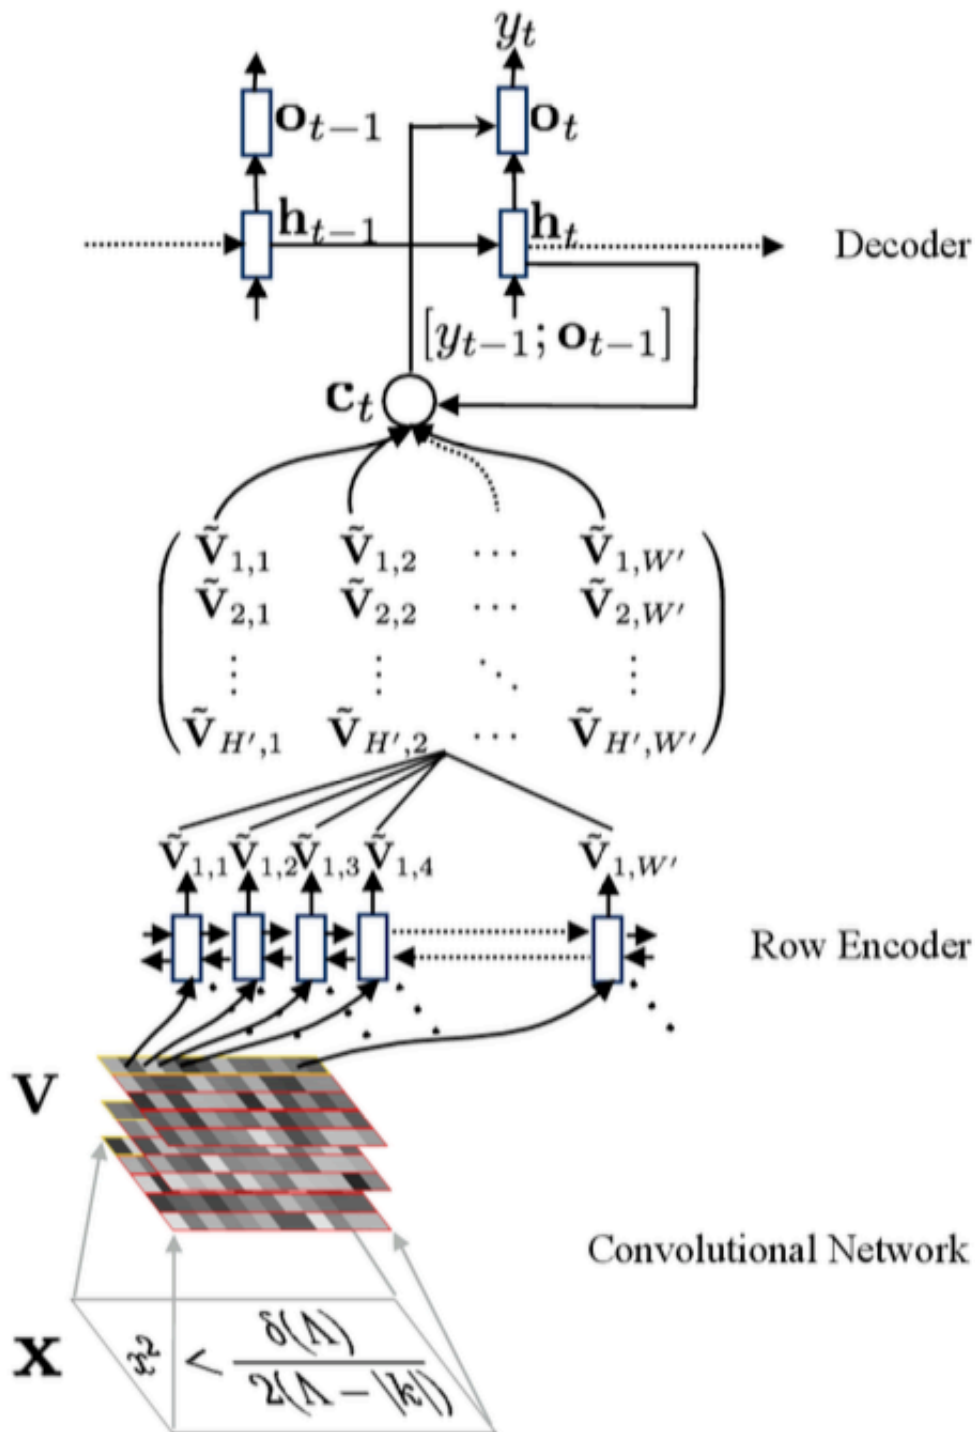 y_t
o_{t-1} o_t
h_{t-1} h_t Decoder
[y_{t-1}; o_{t-1}]
c_t
Ṽ_{1,1} Ṽ_{1,2} ⋯ Ṽ_{1,W′}
Ṽ_{2,1} Ṽ_{2,2} ⋯ Ṽ_{2,W′}
⋮ ⋮ ⋱ ⋮
Ṽ_{H′,1} Ṽ_{H′,2} ⋯ Ṽ_{H′,W′}
Ṽ_{1,1} Ṽ_{1,2} Ṽ_{1,3} Ṽ_{1,4} Ṽ_{1,W′}
Row Encoder
V
Convolutional Network
X ξ² < δ(Λ) / 2(Λ − |k|)